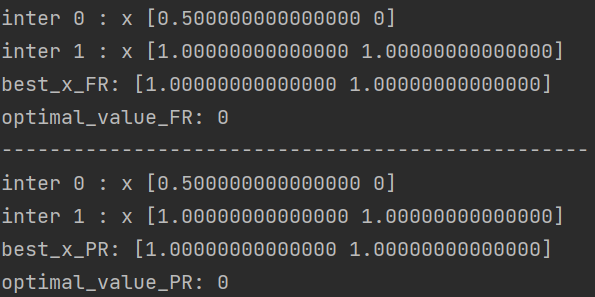 inter 0 : x [0.500000000000000 0]
inter 1 : x [1.00000000000000 1.00000000000000]
best_x_FR: [1.00000000000000 1.00000000000000]
optimal_value_FR: 0
-------------------------------------------------
inter 0 : x [0.500000000000000 0]
inter 1 : x [1.00000000000000 1.00000000000000]
best_x_PR: [1.00000000000000 1.00000000000000]
optimal_value_PR: 0